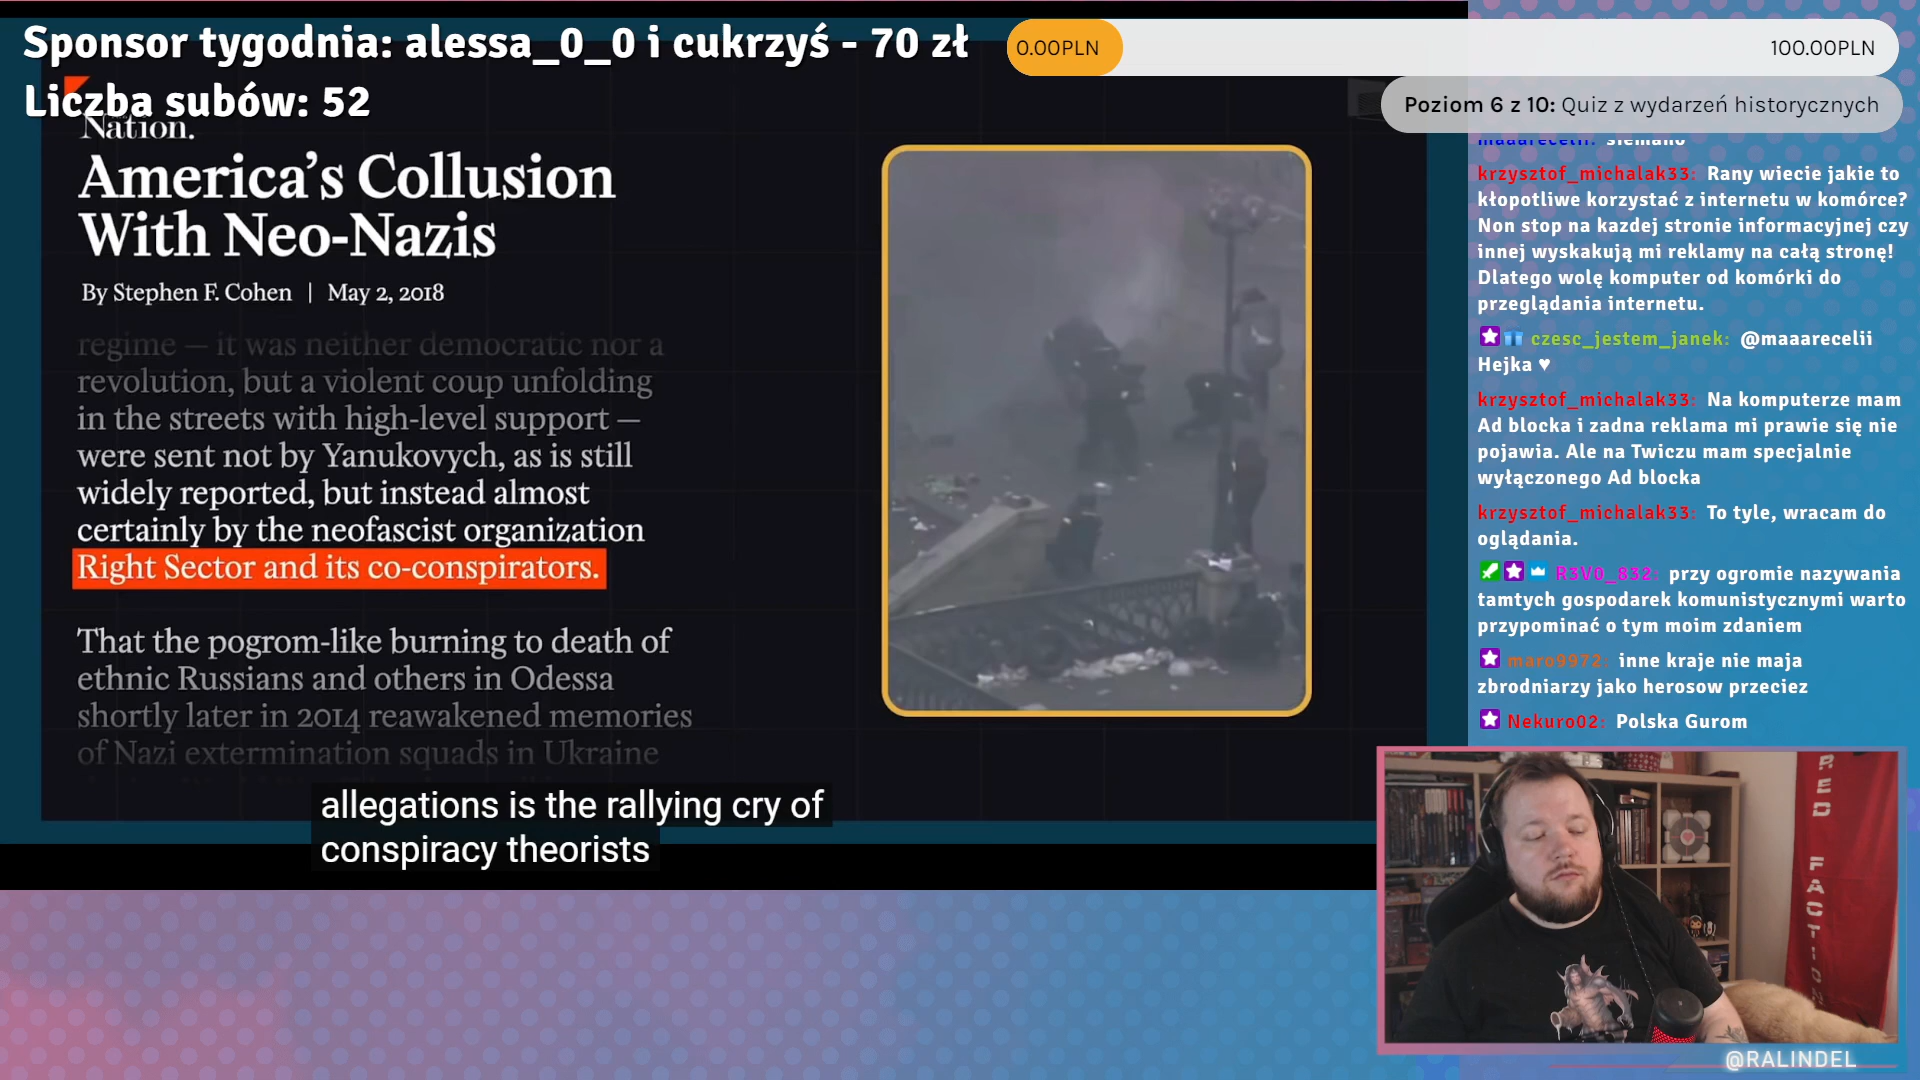 Sponsor tygodnia: alessa_0_0 i cukrzyś - 70 zł
Liczba subów: 52
0.00PLN
100.00PLN
Poziom 6 z 10: Quiz z wydarzeń historycznych
Nation.
America's Collusion
With Neo-Nazis
By Stephen F. Cohen | May 2, 2018
regime — it was neither democratic nor a
revolution, but a violent coup unfolding
in the streets with high-level support —
were sent not by Yanukovych, as is still
widely reported, but instead almost
certainly by the neofascist organization
Right Sector and its co-conspirators.
That the pogrom-like burning to death of
ethnic Russians and others in Odessa
shortly later in 2014 reawakened memories
of Nazi extermination squads in Ukraine
allegations is the rallying cry of
conspiracy theorists
maaarecelii: siemano
krzysztof_michalak33: Rany wiecie jakie to
kłopotliwe korzystać z internetu w komórce?
Non stop na kazdej stronie informacyjnej czy
innej wyskakują mi reklamy na całą stronę!
Dlatego wolę komputer od komórki do
przeglądania internetu.
czesc_jestem_janek: @maaarecelii
Hejka ♥
krzysztof_michalak33: Na komputerze mam
Ad blocka i zadna reklama mi prawie się nie
pojawia. Ale na Twiczu mam specjalnie
wyłączonego Ad blocka
krzysztof_michalak33: To tyle, wracam do
oglądania.
R3V0_832: przy ogromie nazywania
tamtych gospodarek komunistycznymi warto
przypominać o tym moim zdaniem
maro9972: inne kraje nie maja
zbrodniarzy jako herosow przeciez
Nekuro02: Polska Gurom
RED FACTION
@RALINDEL